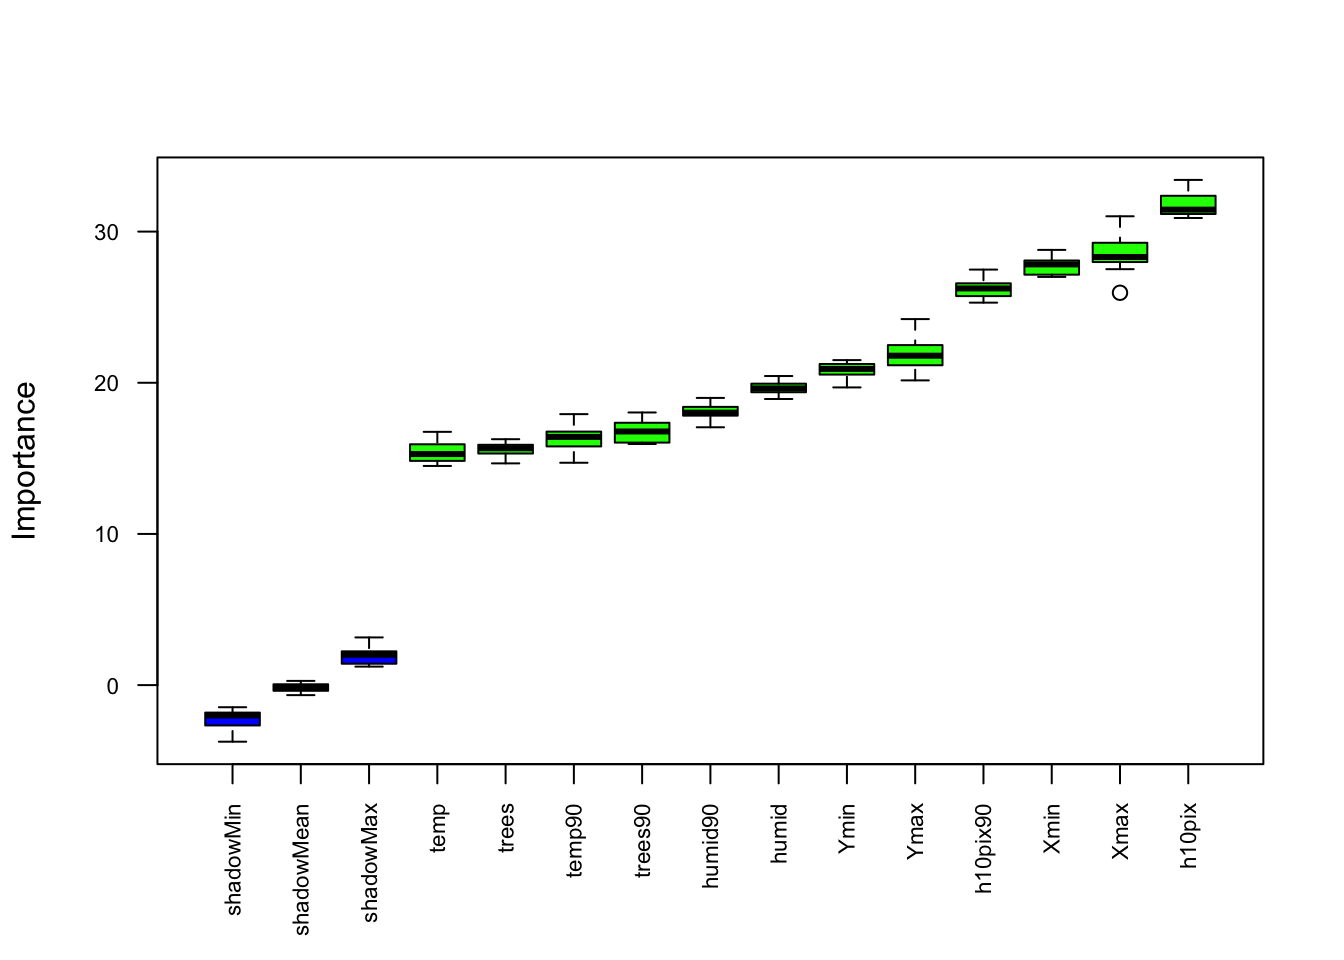 Importance
30
20
10
0
shadowMin
shadowMean
shadowMax
temp
trees
temp90
trees90
humid90
humid
Ymin
Ymax
h10pix90
Xmin
Xmax
h10pix